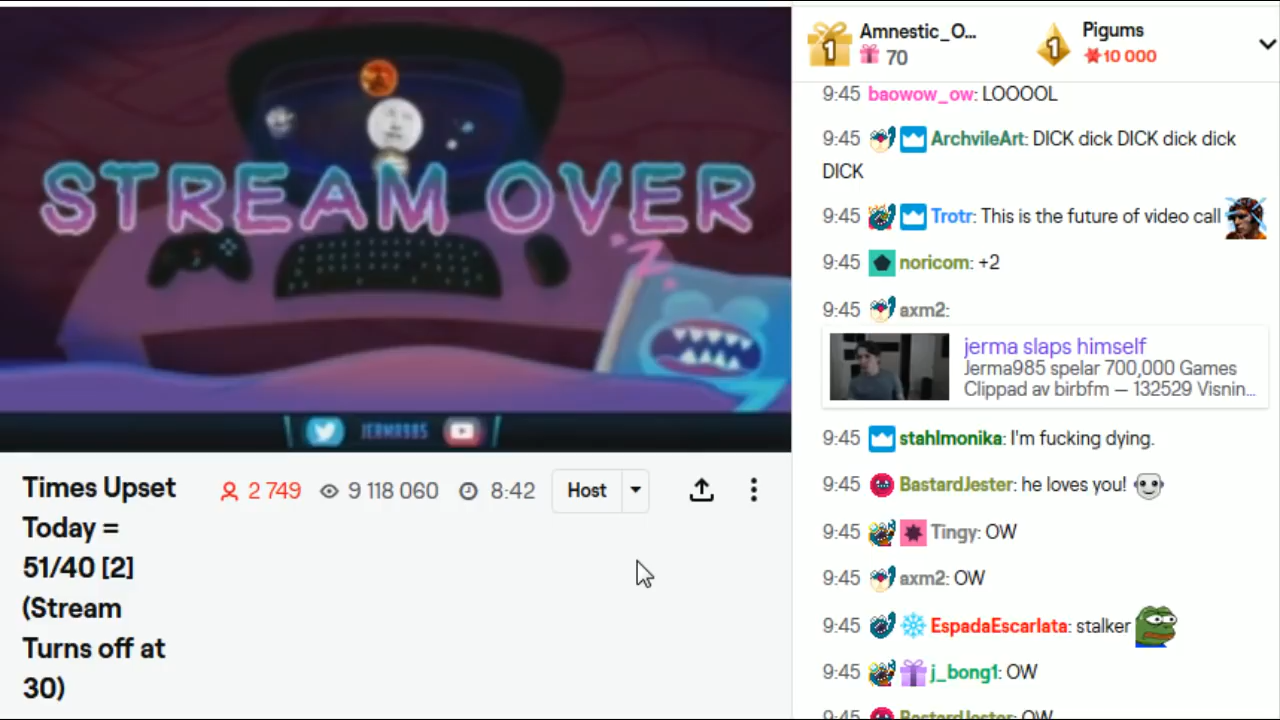 STREAM OVER
Z
JERMA985
Times Upset
Today =
51/40 [2]
(Stream
Turns off at
30)
2 749
9 118 060
8:42
Host
1
Amnestic_O...
70
1
Pigums
10 000
9:45 baowow_ow: LOOOOL
9:45 ArchvileArt: DICK dick DICK dick dick
DICK
9:45 Trotr: This is the future of video call
9:45 noricom: +2
9:45 axm2:
jerma slaps himself
Jerma985 spelar 700,000 Games
Clippad av birbfm — 132529 Visnin...
9:45 stahlmonika: I'm fucking dying.
9:45 BastardJester: he loves you!
9:45 Tingy: OW
9:45 axm2: OW
9:45 EspadaEscarlata: stalker
9:45 j_bong1: OW
9:45 BastardJester: OW